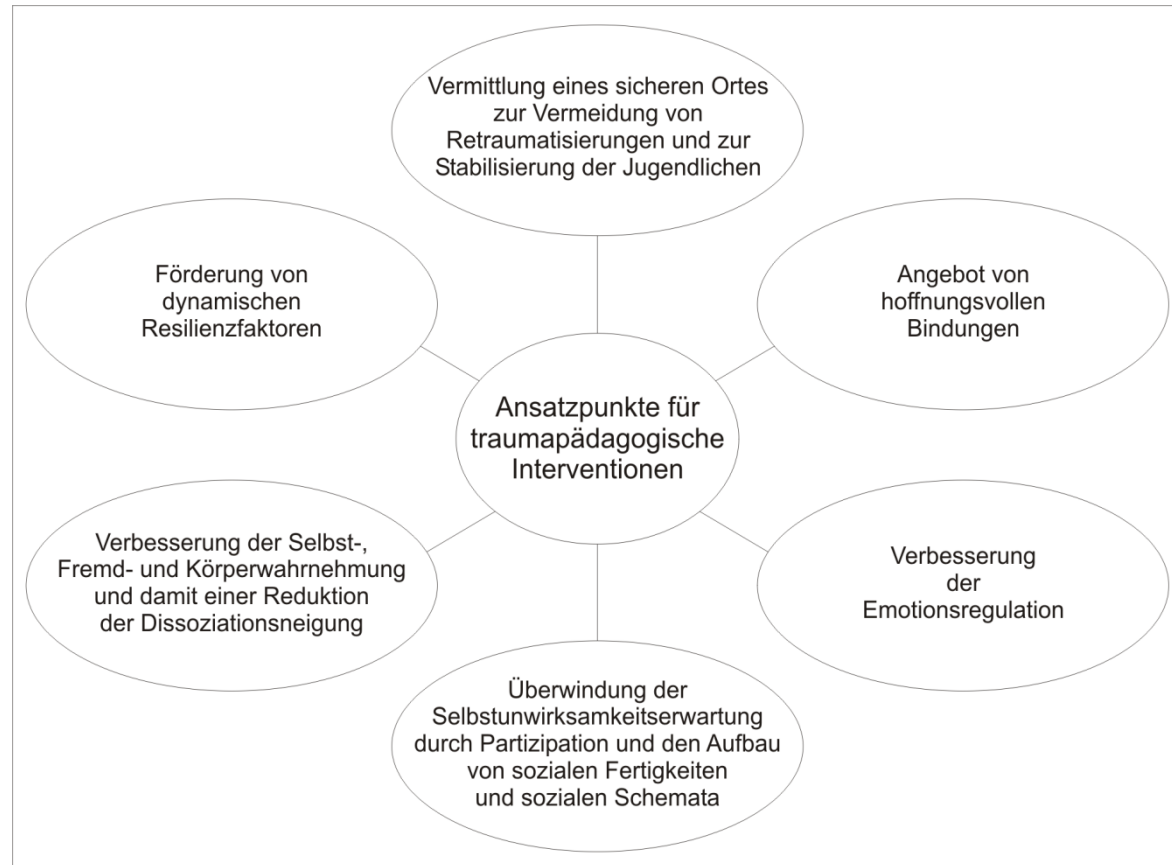 Vermittlung eines sicheren Ortes
zur Vermeidung von
Retraumatisierungen und zur
Stabilisierung der Jugendlichen
Förderung von
dynamischen
Resilienzfaktoren
Angebot von
hoffnungsvollen
Bindungen
Ansatzpunkte für
traumapädagogische
Interventionen
Verbesserung der Selbst-,
Fremd- und Körperwahrnehmung
und damit einer Reduktion
der Dissoziationsneigung
Verbesserung
der
Emotionsregulation
Überwindung der
Selbstunwirksamkeitserwartung
durch Partizipation und den Aufbau
von sozialen Fertigkeiten
und sozialen Schemata